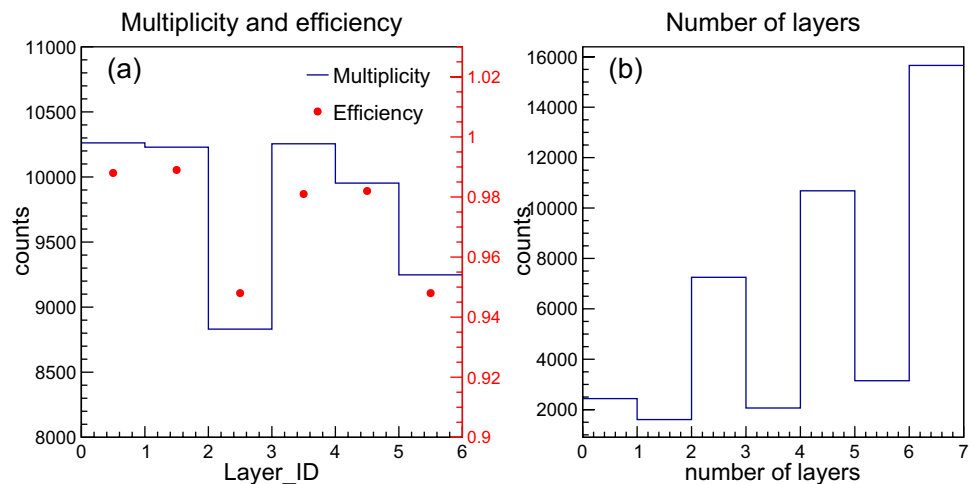 Multiplicity and efficiency
(a)
Multiplicity
Efficiency
11000
10500
10000
9500
9000
8500
8000
counts
0 1 2 3 4 5 6
Layer_ID
1.02
1
0.98
0.96
0.94
0.92
0.9
Number of layers
(b)
16000
14000
12000
10000
8000
6000
4000
2000
counts
0 1 2 3 4 5 6 7
number of layers